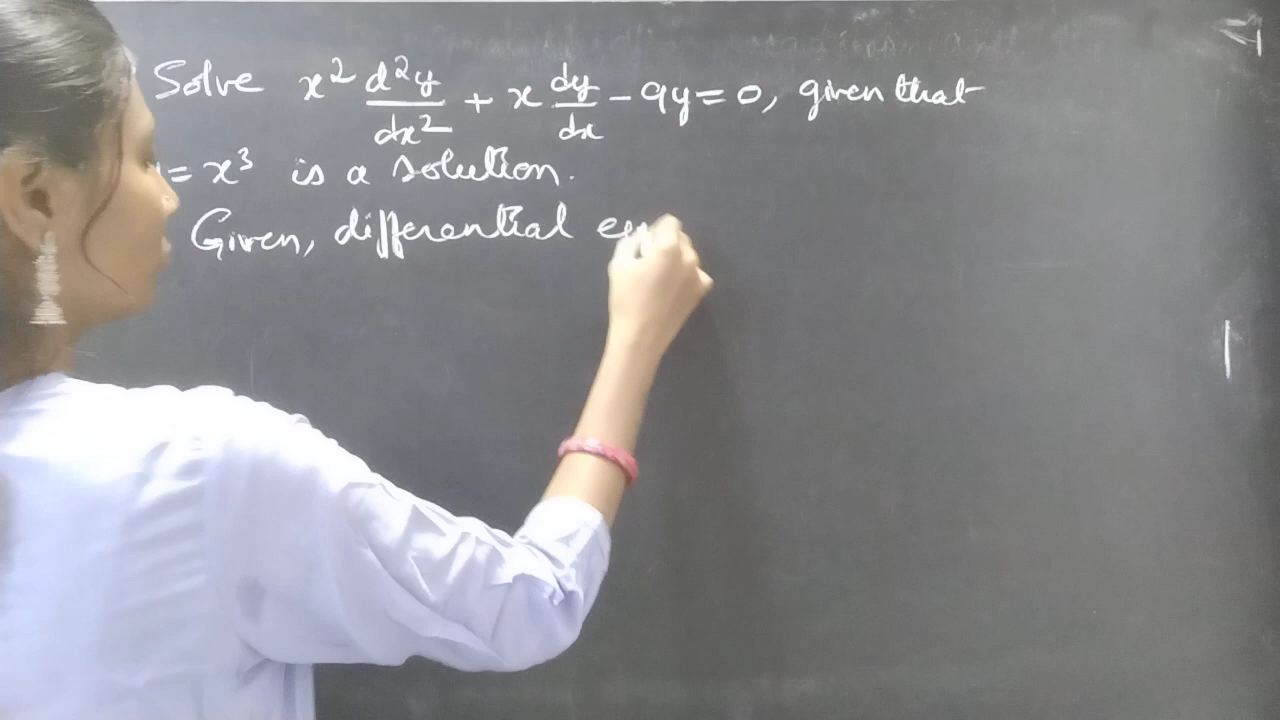 Solve x² d²y/dx² + x dy/dx - 9y = 0, given that
= x³ is a solution.
Given, differential